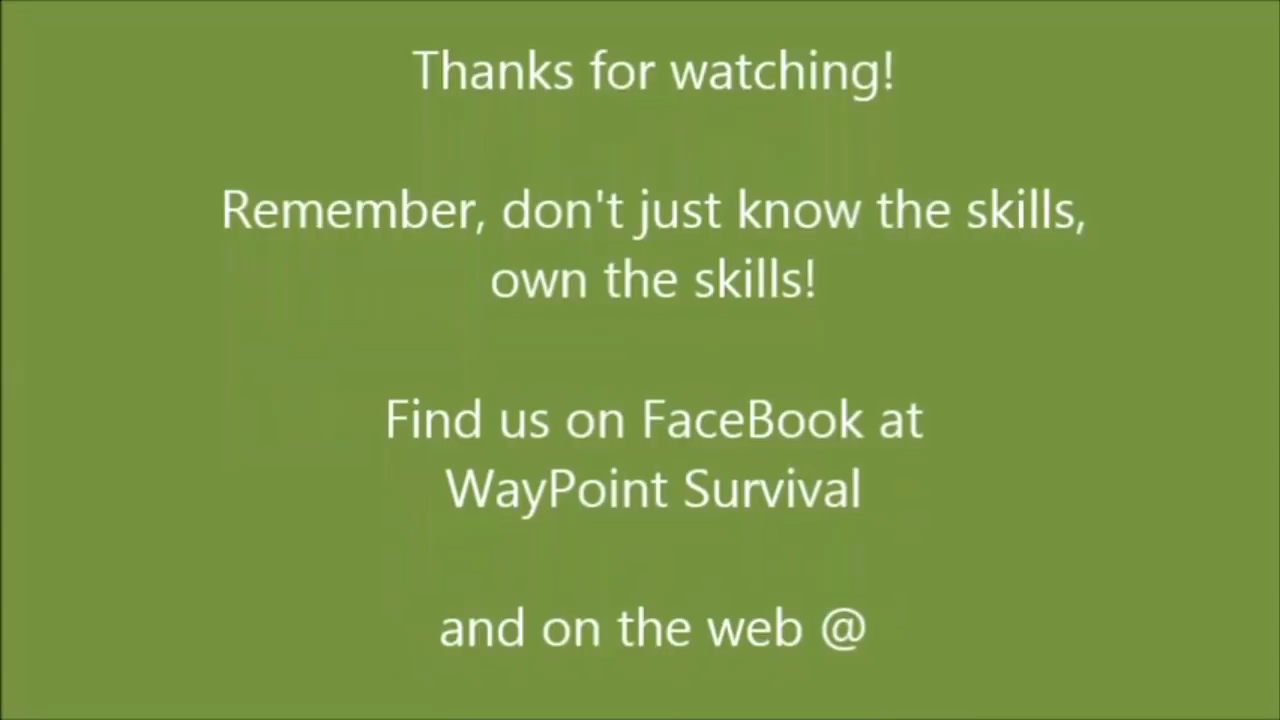 Thanks for watching!
Remember, don't just know the skills,
own the skills!
Find us on FaceBook at
WayPoint Survival
and on the web @